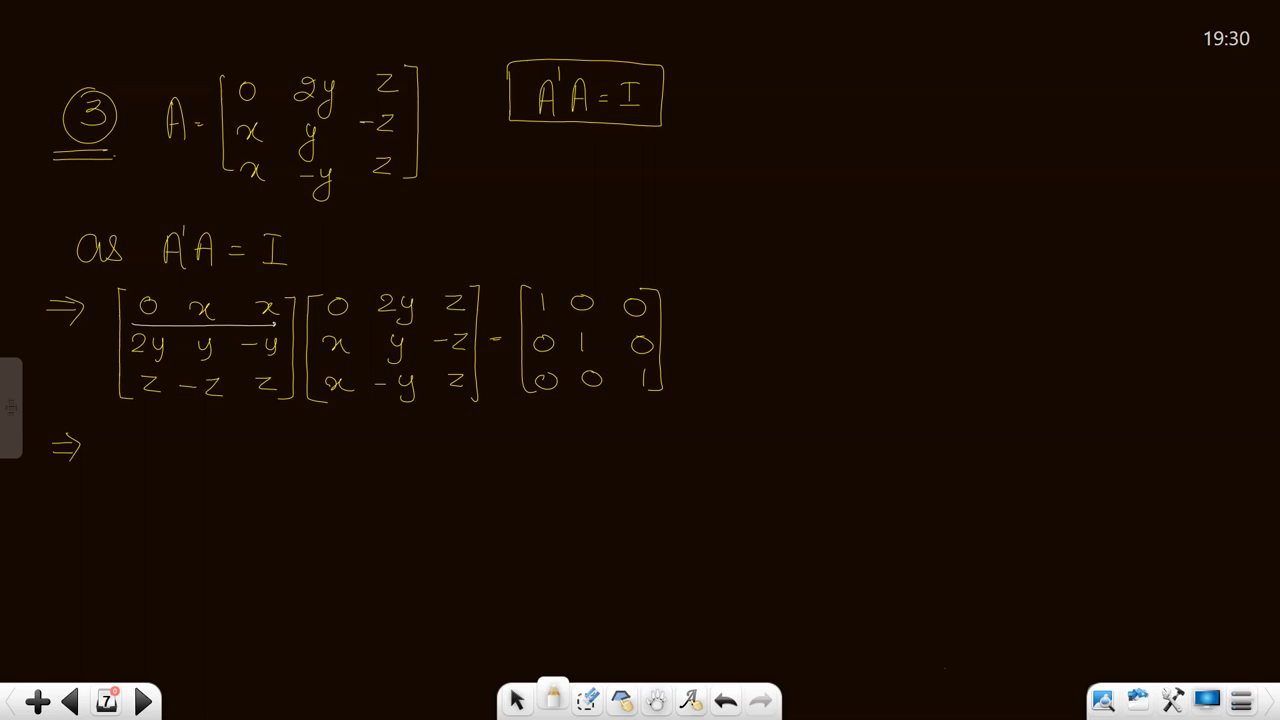 19:30
③ A = [0 2y z
x y -z
x -y z] A'A = I
as A'A = I
⇒ [0 x x] [0 2y z] = [1 0 0]
[2y y -y] [x y -z] [0 1 0]
[z -z z] [x -y z] [0 0 1]
⇒
7 0